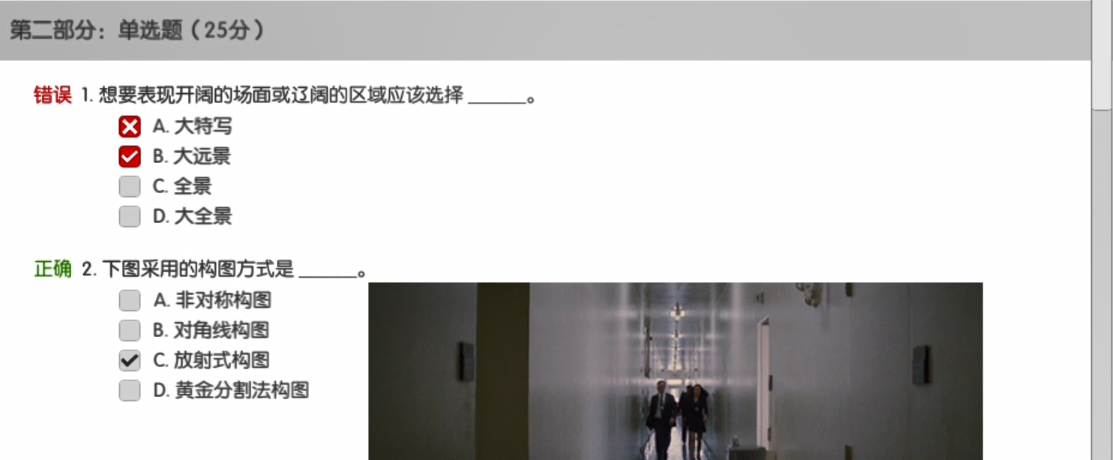 第二部分：单选题（25分）
错误 1. 想要表现开阔的场面或辽阔的区域应该选择 ______。
A. 大特写
B. 大远景
C. 全景
D. 大全景
正确 2. 下图采用的构图方式是 ______。
A. 非对称构图
B. 对角线构图
C. 放射式构图
D. 黄金分割法构图